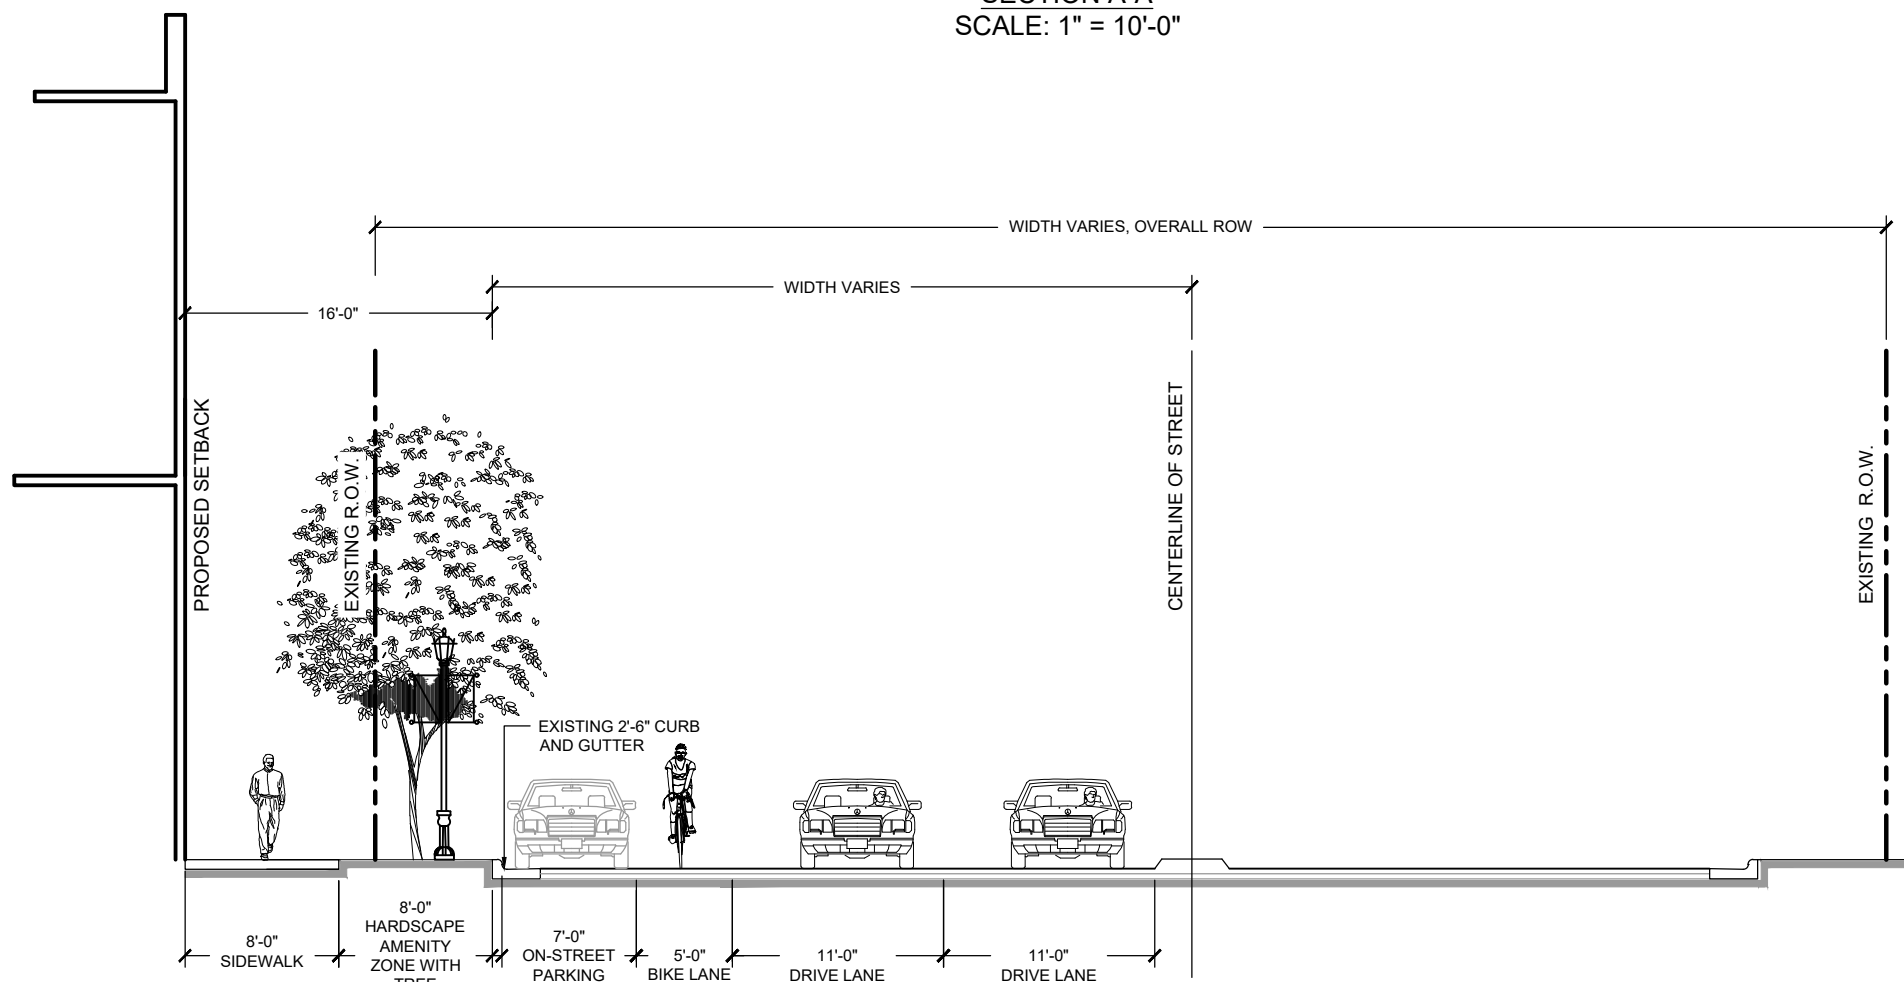 SECTION A-A
SCALE: 1" = 10'-0"
WIDTH VARIES, OVERALL ROW
WIDTH VARIES
16'-0"
PROPOSED SETBACK
EXISTING R.O.W.
CENTERLINE OF STREET
EXISTING R.O.W.
EXISTING 2'-6" CURB
AND GUTTER
8'-0"
SIDEWALK
8'-0"
HARDSCAPE
AMENITY
ZONE WITH
TREE
7'-0"
ON-STREET
PARKING
5'-0"
BIKE LANE
11'-0"
DRIVE LANE
11'-0"
DRIVE LANE